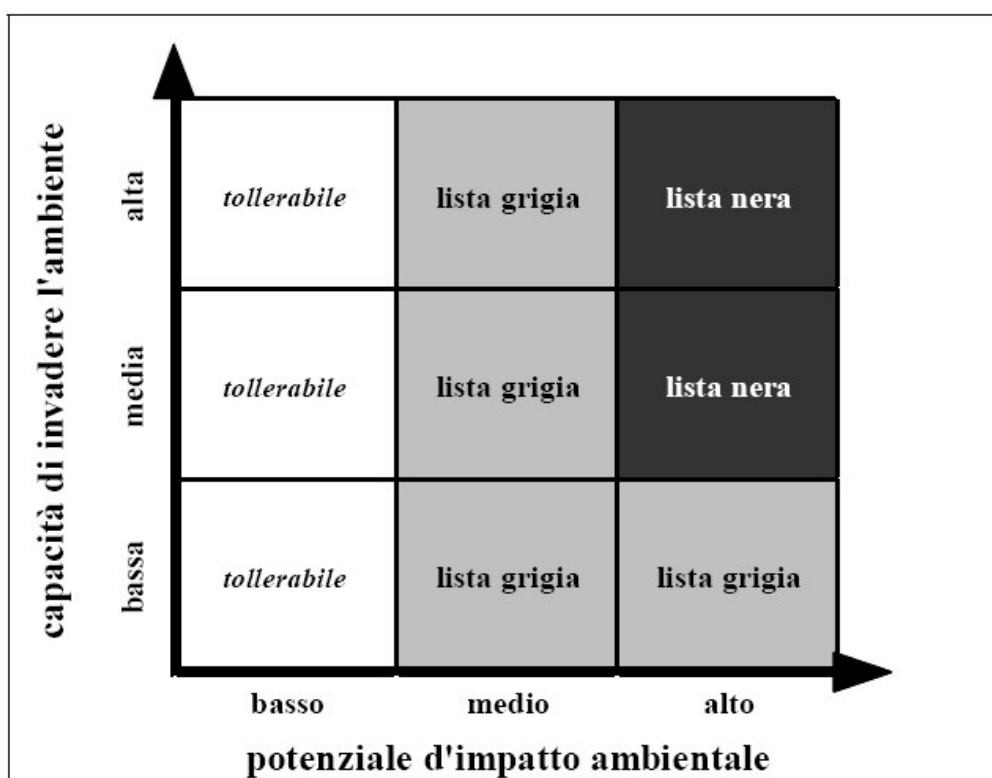 capacità di invadere l'ambiente
alta
tollerabile
lista grigia
lista nera
media
tollerabile
lista grigia
lista nera
bassa
tollerabile
lista grigia
lista grigia
basso
medio
alto
potenziale d'impatto ambientale